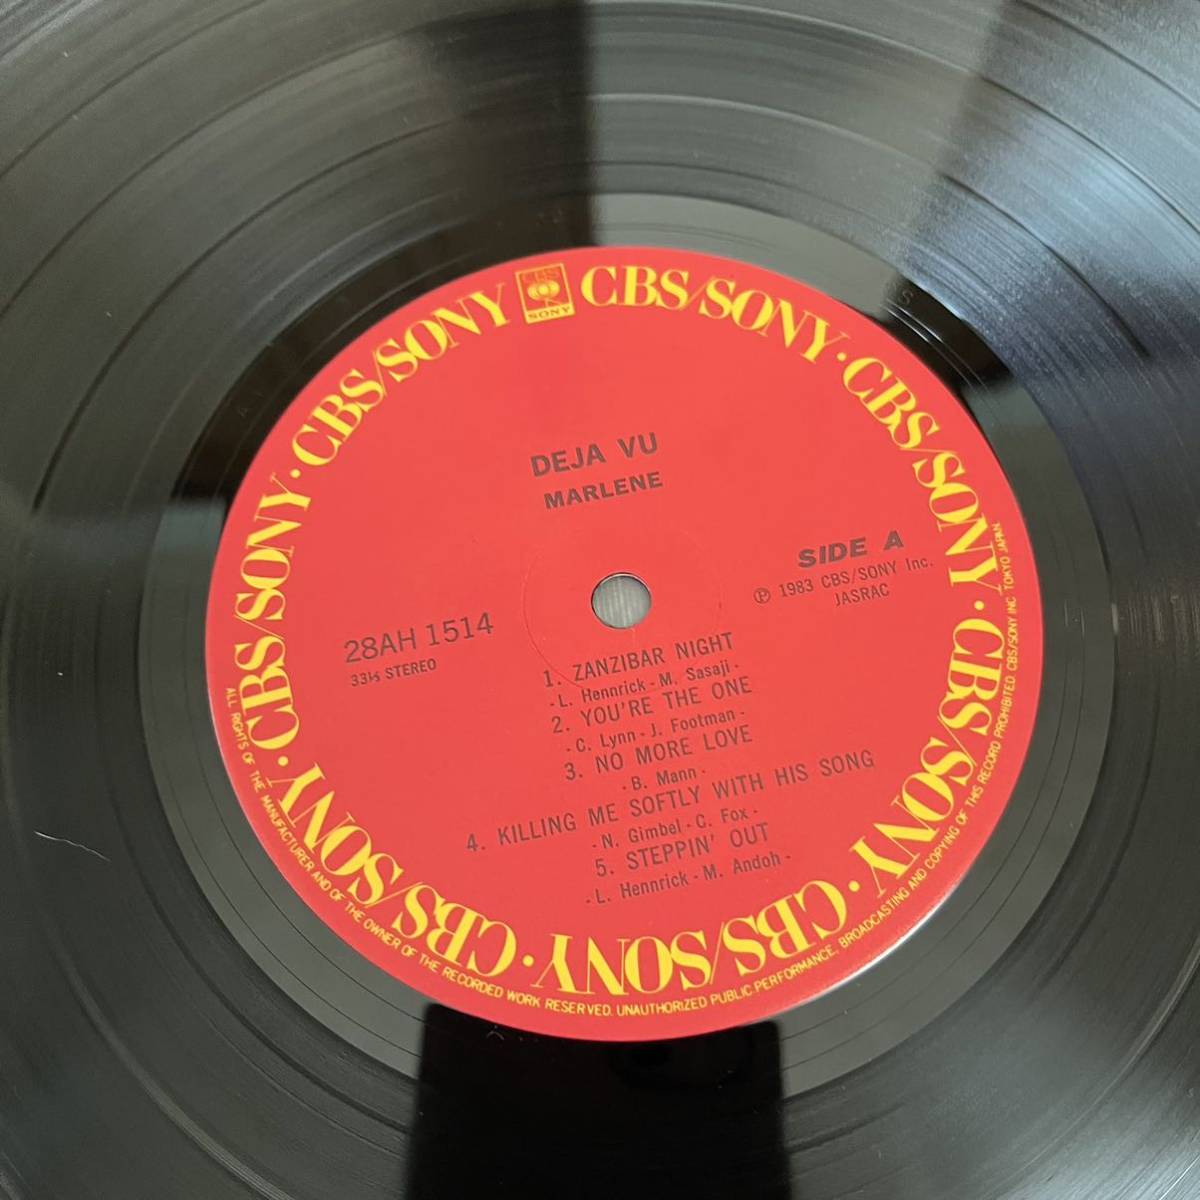 CBS
SONY
CBS/SONY · CBS/SONY · CBS/SONY · CBS/SONY · CBS/SONY · CBS/SONY · CBS/SONY · CBS/SONY · CBS/SONY
DEJA VU
MARLENE
SIDE A
℗ 1983 CBS/SONY Inc.
JASRAC
28AH 1514
33⅓ STEREO
1. ZANZIBAR NIGHT
-L. Hennrick-M. Sasaji-
2. YOU'RE THE ONE
-C. Lynn-J. Footman-
3. NO MORE LOVE
-B. Mann-
4. KILLING ME SOFTLY WITH HIS SONG
-N. Gimbel-C. Fox-
5. STEPPIN' OUT
-L. Hennrick-M. Andoh-
ALL RIGHTS OF THE MANUFACTURER AND OF THE OWNER OF THE RECORDED WORK RESERVED. UNAUTHORIZED PUBLIC PERFORMANCE, BROADCASTING AND COPYING OF THIS RECORD PROHIBITED. CBS/SONY INC. TOKYO JAPAN.